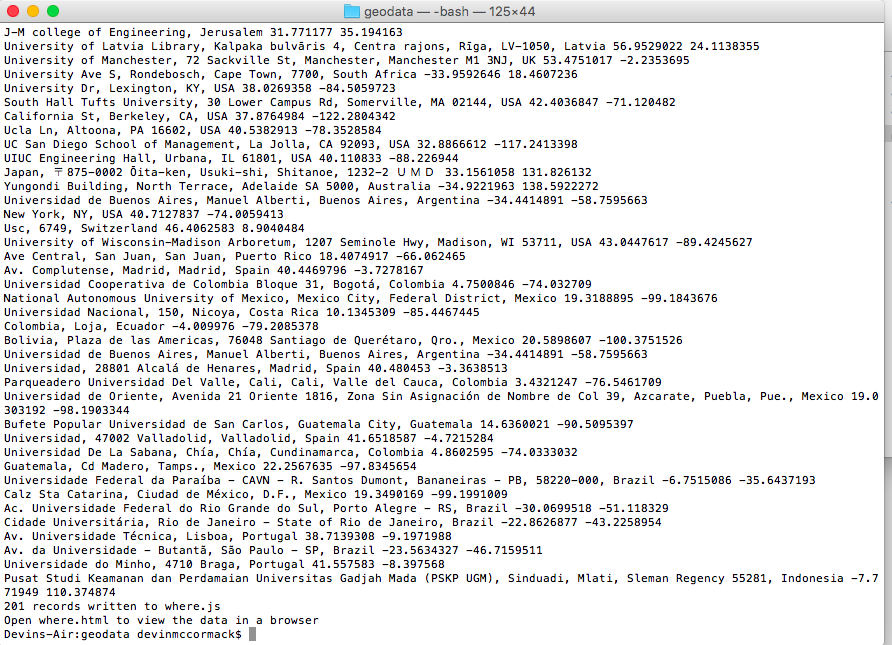 geodata — -bash — 125×44
J-M college of Engineering, Jerusalem 31.771177 35.194163
University of Latvia Library, Kalpaka bulvāris 4, Centra rajons, Rīga, LV-1050, Latvia 56.9529022 24.1138355
University of Manchester, 72 Sackville St, Manchester, Manchester M1 3NJ, UK 53.4751017 -2.2353695
University Ave S, Rondebosch, Cape Town, 7700, South Africa -33.9592646 18.4607236
University Dr, Lexington, KY, USA 38.0269358 -84.5059723
South Hall Tufts University, 30 Lower Campus Rd, Somerville, MA 02144, USA 42.4036847 -71.120482
California St, Berkeley, CA, USA 37.8764984 -122.2804342
Ucla Ln, Altoona, PA 16602, USA 40.5382913 -78.3528584
UC San Diego School of Management, La Jolla, CA 92093, USA 32.8866612 -117.2413398
UIUC Engineering Hall, Urbana, IL 61801, USA 40.110833 -88.226944
Japan, 〒875-0002 Ōita-ken, Usuki-shi, Shitanoe, 1232-2 ＵＭＤ 33.1561058 131.826132
Yungondi Building, North Terrace, Adelaide SA 5000, Australia -34.9221963 138.5922272
Universidad de Buenos Aires, Manuel Alberti, Buenos Aires, Argentina -34.4414891 -58.7595663
New York, NY, USA 40.7127837 -74.0059413
Usc, 6749, Switzerland 46.4062583 8.9040484
University of Wisconsin-Madison Arboretum, 1207 Seminole Hwy, Madison, WI 53711, USA 43.0447617 -89.4245627
Ave Central, San Juan, San Juan, Puerto Rico 18.4074917 -66.062465
Av. Complutense, Madrid, Madrid, Spain 40.4469796 -3.7278167
Universidad Cooperativa de Colombia Bloque 31, Bogotá, Colombia 4.7500846 -74.032709
National Autonomous University of Mexico, Mexico City, Federal District, Mexico 19.3188895 -99.1843676
Universidad Nacional, 150, Nicoya, Costa Rica 10.1345309 -85.4467445
Colombia, Loja, Ecuador -4.009976 -79.2085378
Bolivia, Plaza de las Americas, 76048 Santiago de Querétaro, Qro., Mexico 20.5898607 -100.3751526
Universidad de Buenos Aires, Manuel Alberti, Buenos Aires, Argentina -34.4414891 -58.7595663
Universidad, 28801 Alcalá de Henares, Madrid, Spain 40.480453 -3.3638513
Parqueadero Universidad Del Valle, Cali, Cali, Valle del Cauca, Colombia 3.4321247 -76.5461709
Universidad de Oriente, Avenida 21 Oriente 1816, Zona Sin Asignación de Nombre de Col 39, Azcarate, Puebla, Pue., Mexico 19.0
303192 -98.1903344
Bufete Popular Universidad de San Carlos, Guatemala City, Guatemala 14.6360021 -90.5095397
Universidad, 47002 Valladolid, Valladolid, Spain 41.6518587 -4.7215284
Universidad De La Sabana, Chía, Chía, Cundinamarca, Colombia 4.8602595 -74.0333032
Guatemala, Cd Madero, Tamps., Mexico 22.2567635 -97.8345654
Universidade Federal da Paraíba - CAVN - R. Santos Dumont, Bananeiras - PB, 58220-000, Brazil -6.7515086 -35.6437193
Calz Sta Catarina, Ciudad de México, D.F., Mexico 19.3490169 -99.1991009
Ac. Universidade Federal do Rio Grande do Sul, Porto Alegre - RS, Brazil -30.0699518 -51.118329
Cidade Universitária, Rio de Janeiro - State of Rio de Janeiro, Brazil -22.8626877 -43.2258954
Av. Universidade Técnica, Lisboa, Portugal 38.7139308 -9.1971988
Av. da Universidade - Butantã, São Paulo - SP, Brazil -23.5634327 -46.7159511
Universidade do Minho, 4710 Braga, Portugal 41.557583 -8.397568
Pusat Studi Keamanan dan Perdamaian Universitas Gadjah Mada (PSKP UGM), Sinduadi, Mlati, Sleman Regency 55281, Indonesia -7.7
71949 110.374874
201 records written to where.js
Open where.html to view the data in a browser
Devins-Air:geodata devinmccormack$